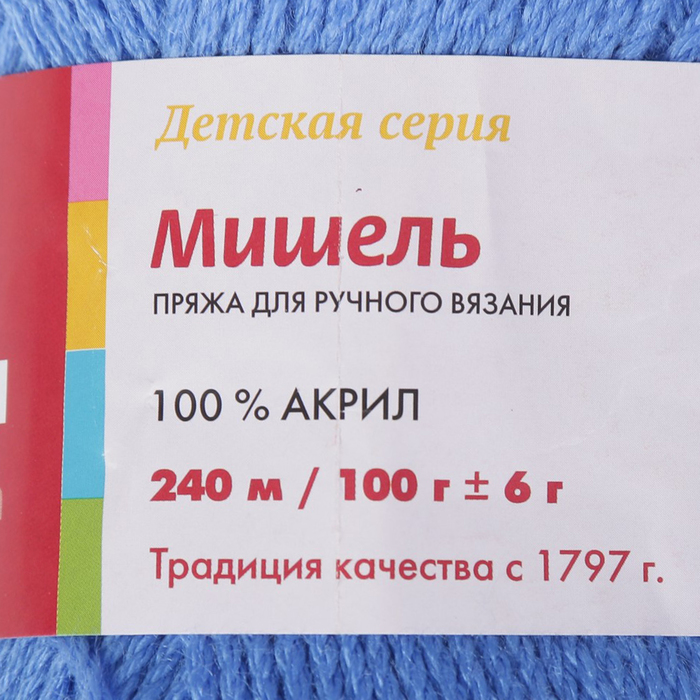 Детская серия
Мишель
ПРЯЖА ДЛЯ РУЧНОГО ВЯЗАНИЯ
100 % АКРИЛ
240 м / 100 г ± 6 г
Традиция качества с 1797 г.